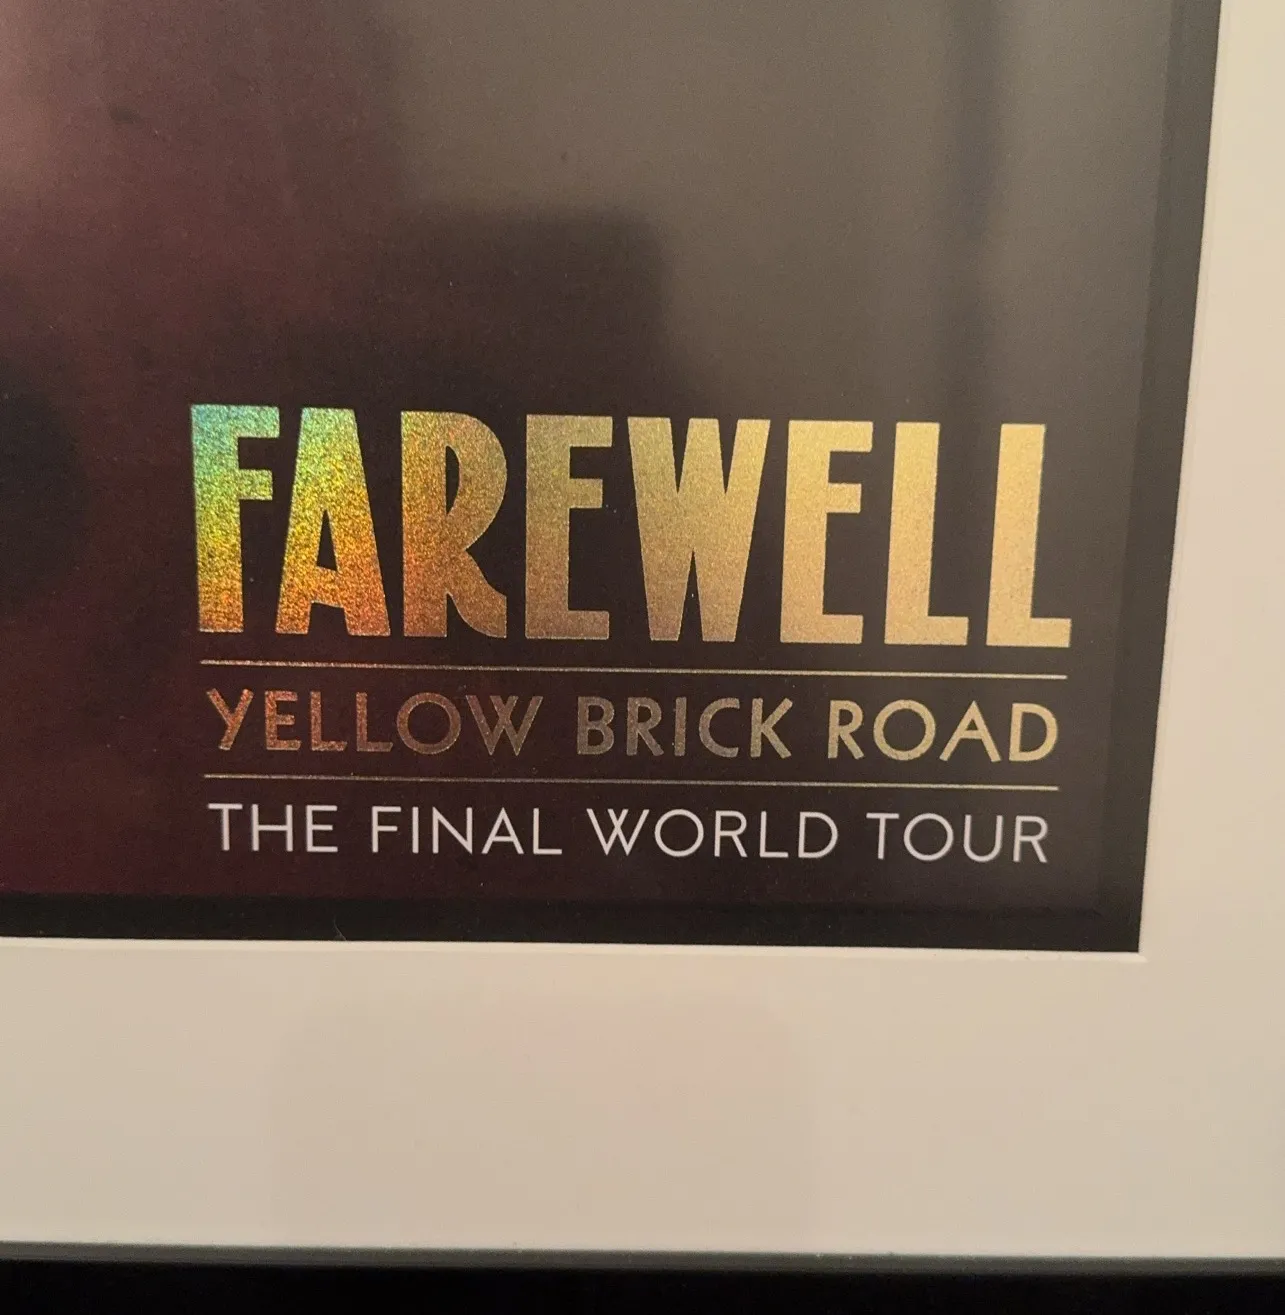 FAREWELL
YELLOW BRICK ROAD
THE FINAL WORLD TOUR